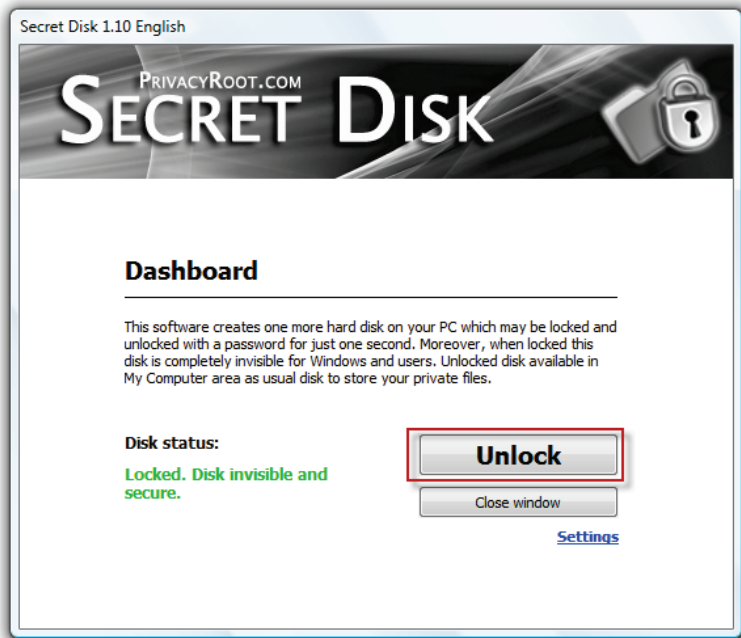 Secret Disk 1.10 English
PrivacyRoot.com
Secret Disk
Dashboard
This software creates one more hard disk on your PC which may be locked and
unlocked with a password for just one second. Moreover, when locked this
disk is completely invisible for Windows and users. Unlocked disk available in
My Computer area as usual disk to store your private files.
Disk status:
Locked. Disk invisible and
secure.
Unlock
Close window
Settings